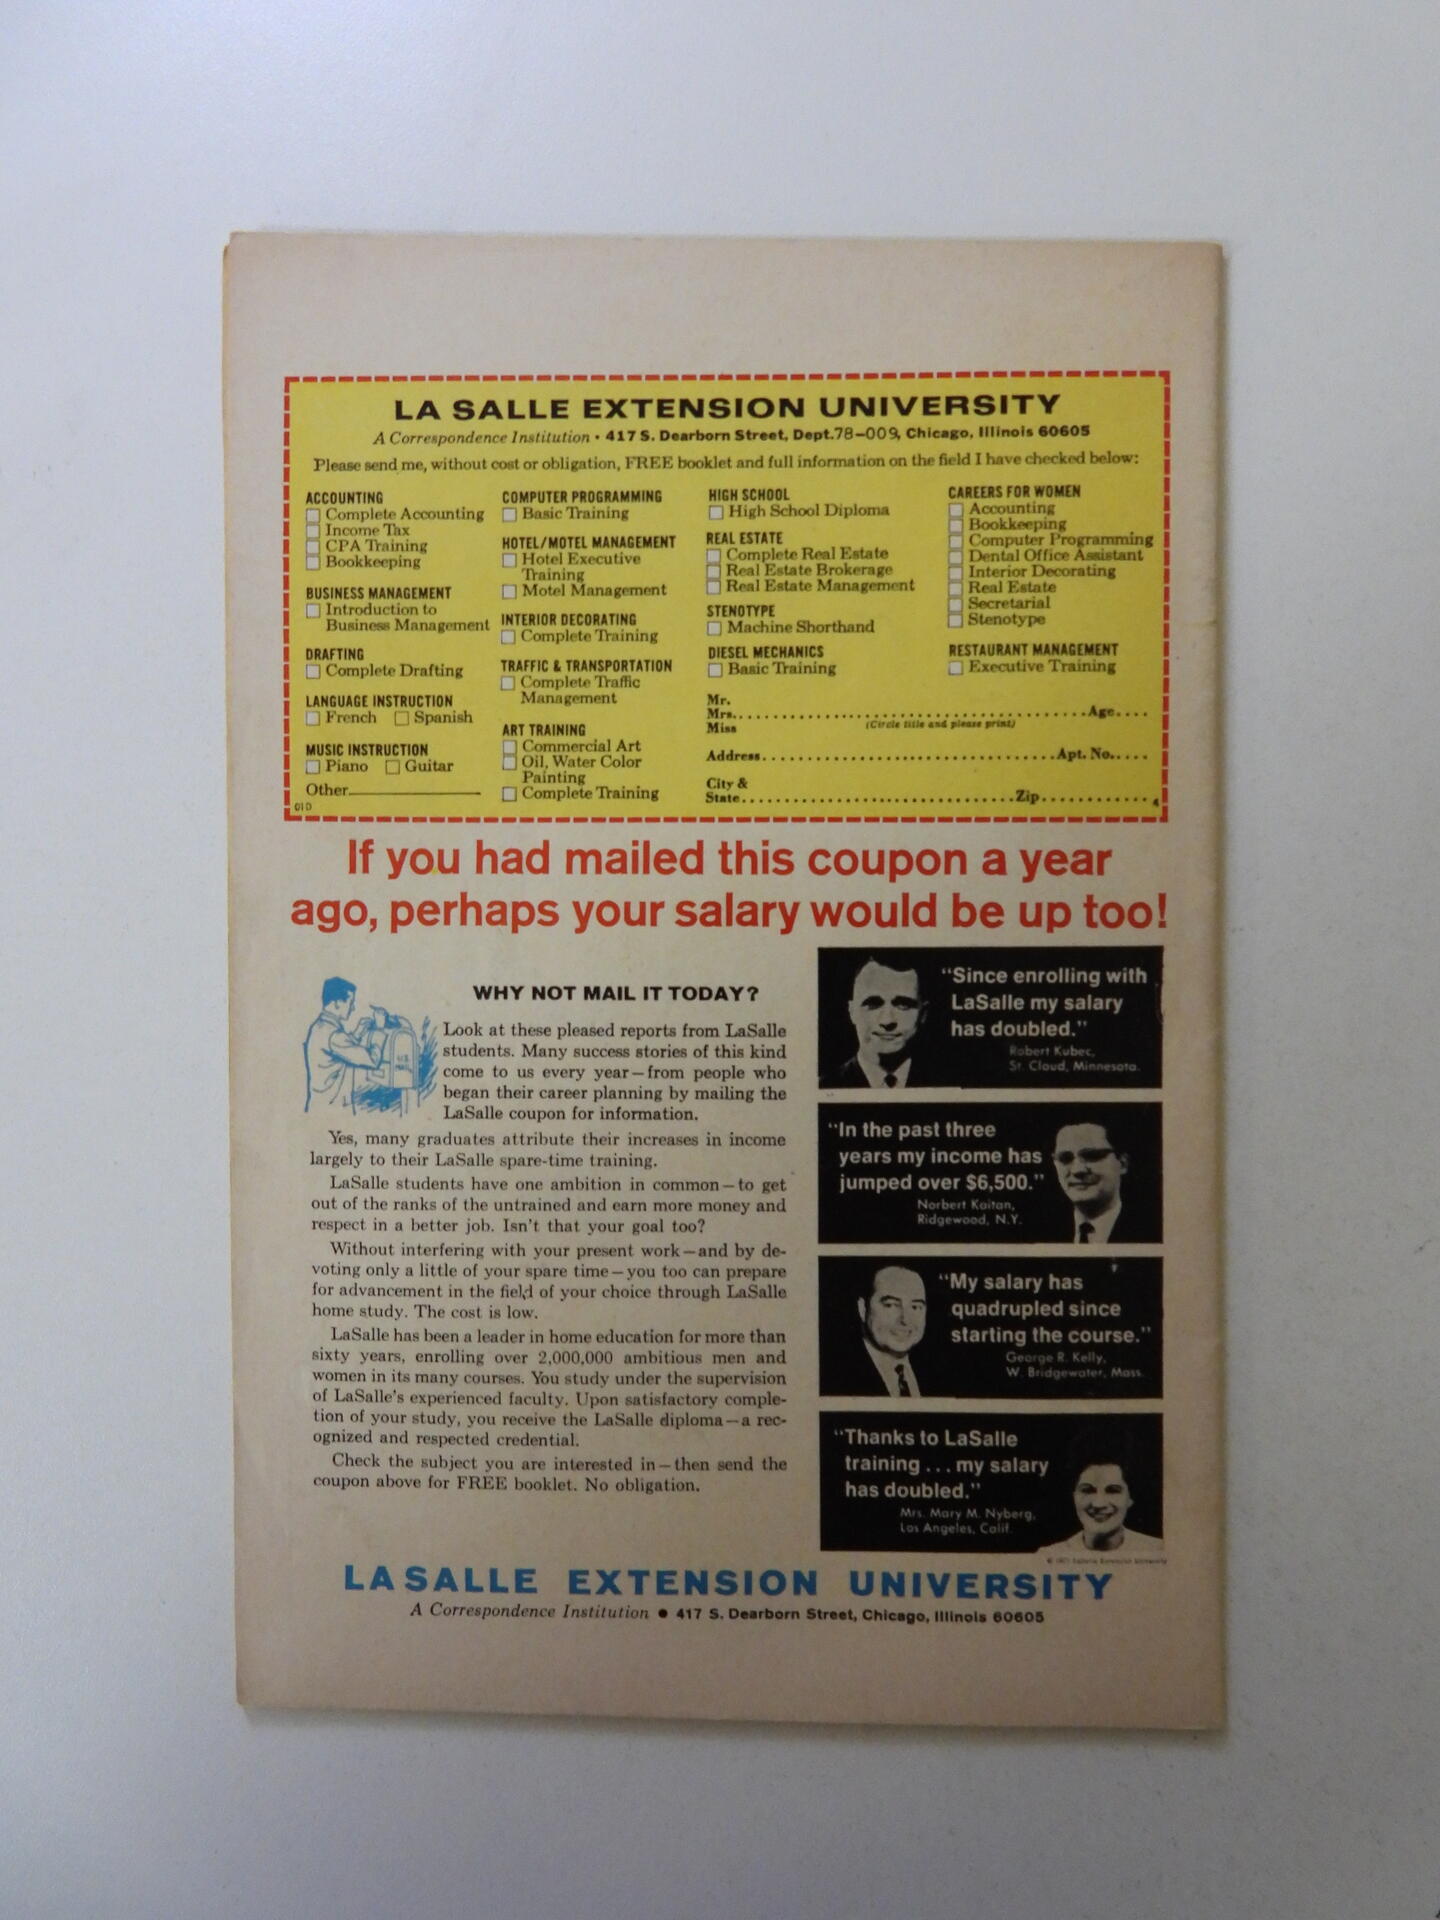 LA SALLE EXTENSION UNIVERSITY
A Correspondence Institution • 417 S. Dearborn Street, Dept. 78-009, Chicago, Illinois 60605
Please send me, without cost or obligation, FREE booklet and full information on the field I have checked below:
ACCOUNTING
Complete Accounting
Income Tax
CPA Training
Bookkeeping
BUSINESS MANAGEMENT
Introduction to
Business Management
DRAFTING
Complete Drafting
LANGUAGE INSTRUCTION
French Spanish
MUSIC INSTRUCTION
Piano Guitar
Other
01D
COMPUTER PROGRAMMING
Basic Training
HOTEL/MOTEL MANAGEMENT
Hotel Executive
Training
Motel Management
INTERIOR DECORATING
Complete Training
TRAFFIC & TRANSPORTATION
Complete Traffic
Management
ART TRAINING
Commercial Art
Oil, Water Color
Painting
Complete Training
HIGH SCHOOL
High School Diploma
REAL ESTATE
Complete Real Estate
Real Estate Brokerage
Real Estate Management
STENOTYPE
Machine Shorthand
DIESEL MECHANICS
Basic Training
CAREERS FOR WOMEN
Accounting
Bookkeeping
Computer Programming
Dental Office Assistant
Interior Decorating
Real Estate
Secretarial
Stenotype
RESTAURANT MANAGEMENT
Executive Training
Mr.
Mrs. Age
Miss (Circle title and please print)
Address Apt. No.
City &
State Zip 4
If you had mailed this coupon a year
ago, perhaps your salary would be up too!
WHY NOT MAIL IT TODAY?
U.S.
MAIL
Look at these pleased reports from LaSalle
students. Many success stories of this kind
come to us every year—from people who
began their career planning by mailing the
LaSalle coupon for information.
Yes, many graduates attribute their increases in income
largely to their LaSalle spare-time training.
LaSalle students have one ambition in common—to get
out of the ranks of the untrained and earn more money and
respect in a better job. Isn't that your goal too?
Without interfering with your present work—and by de-
voting only a little of your spare time—you too can prepare
for advancement in the field of your choice through LaSalle
home study. The cost is low.
LaSalle has been a leader in home education for more than
sixty years, enrolling over 2,000,000 ambitious men and
women in its many courses. You study under the supervision
of LaSalle's experienced faculty. Upon satisfactory comple-
tion of your study, you receive the LaSalle diploma—a rec-
ognized and respected credential.
Check the subject you are interested in—then send the
coupon above for FREE booklet. No obligation.
"Since enrolling with
LaSalle my salary
has doubled."
Robert Kubec,
St. Cloud, Minnesota.
"In the past three
years my income has
jumped over $6,500."
Norbert Kaitan,
Ridgewood, N.Y.
"My salary has
quadrupled since
starting the course."
George R. Kelly,
W. Bridgewater, Mass.
"Thanks to LaSalle
training . . . my salary
has doubled."
Mrs. Mary M. Nyberg,
Los Angeles, Calif.
© 1971 LaSalle Extension University
LA SALLE EXTENSION UNIVERSITY
A Correspondence Institution • 417 S. Dearborn Street, Chicago, Illinois 60605